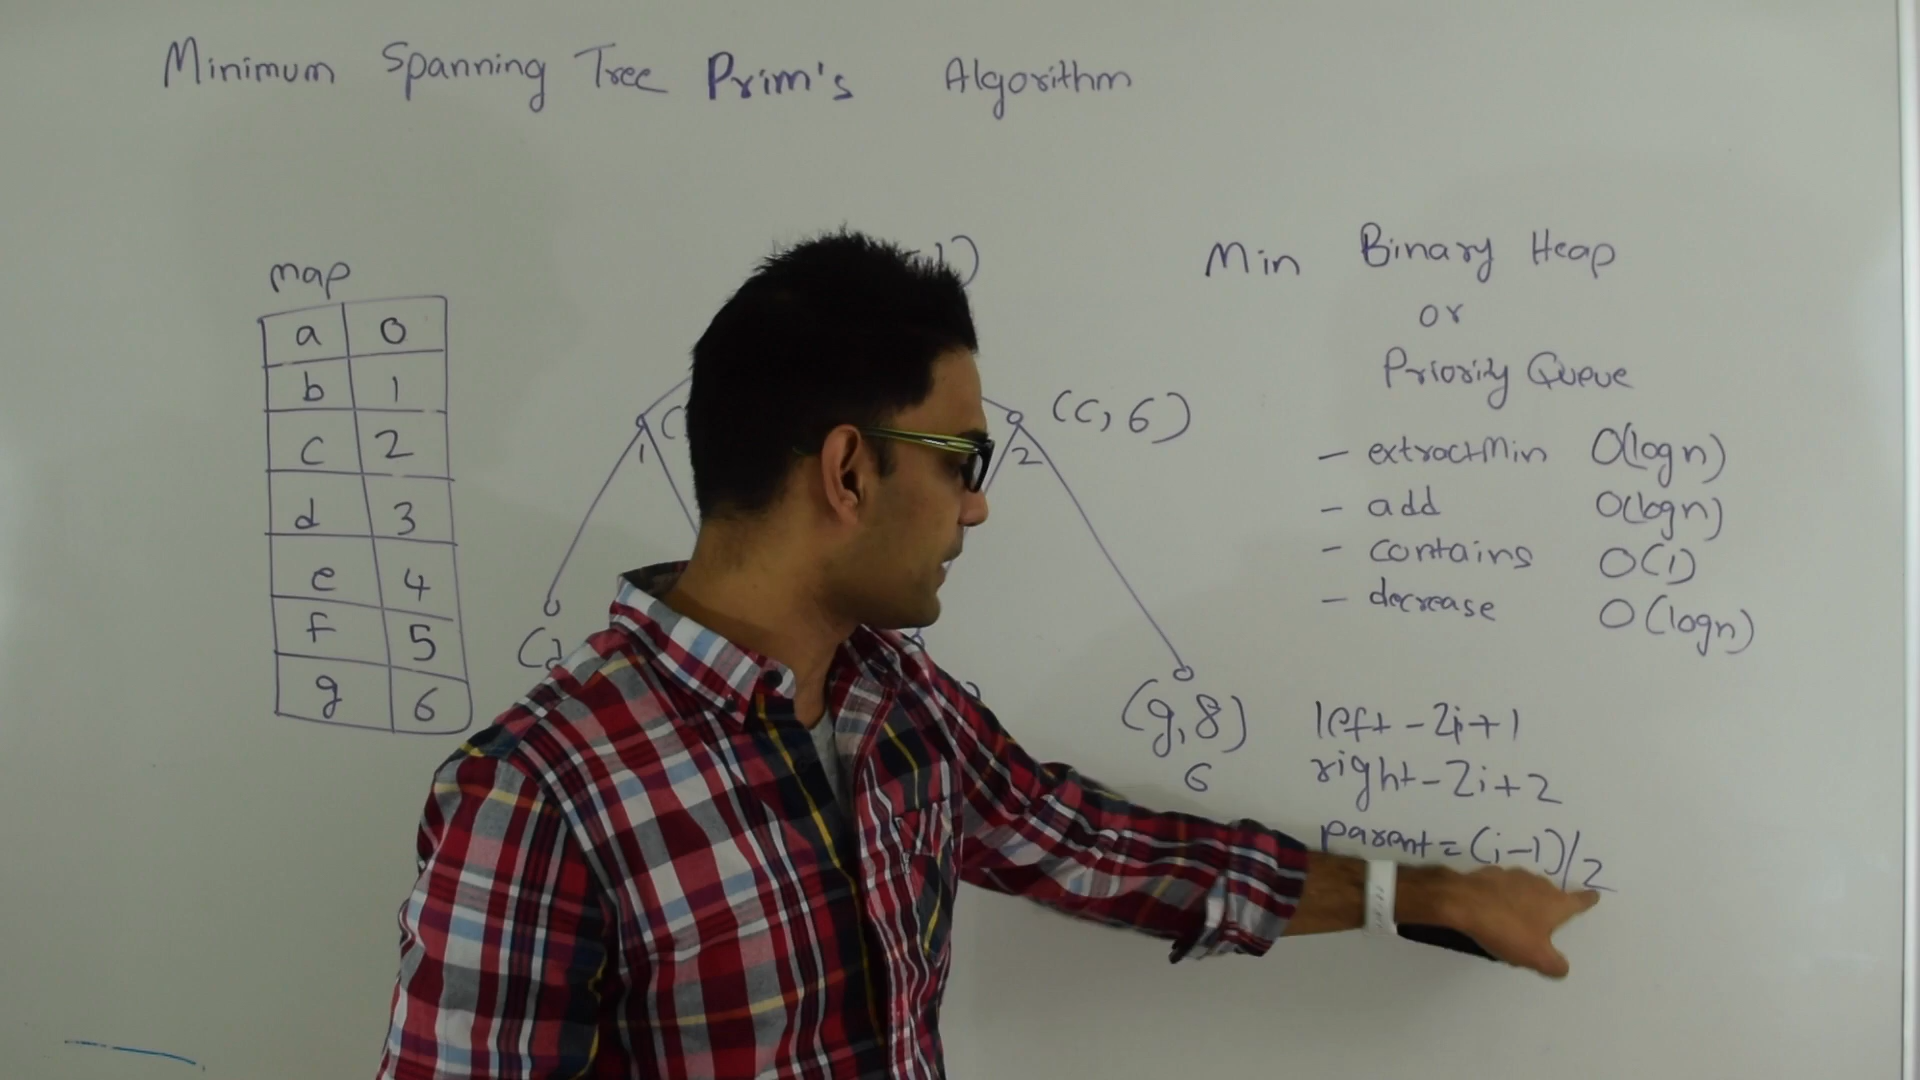 Minimum Spanning Tree Prim's Algorithm
map
a 0
b 1
c 2
d 3
e 4
f 5
g 6
1
2
(c, 6)
(g, 8)
6
Min Binary Heap
or
Priority Queue
- extractMin O(logn)
- add O(logn)
- contains O(1)
- decrease O(logn)
left - 2i+1
right - 2i+2
parent = (i-1)/2